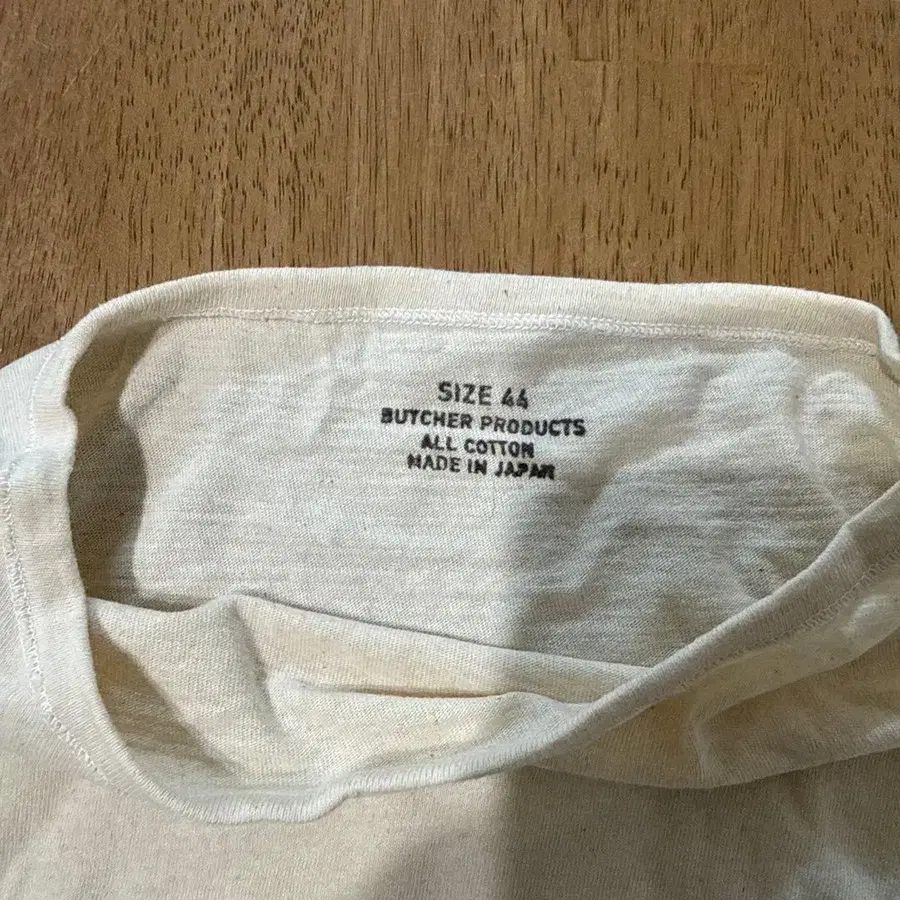 SIZE 44
BUTCHER PRODUCTS
ALL COTTON
MADE IN JAPAN